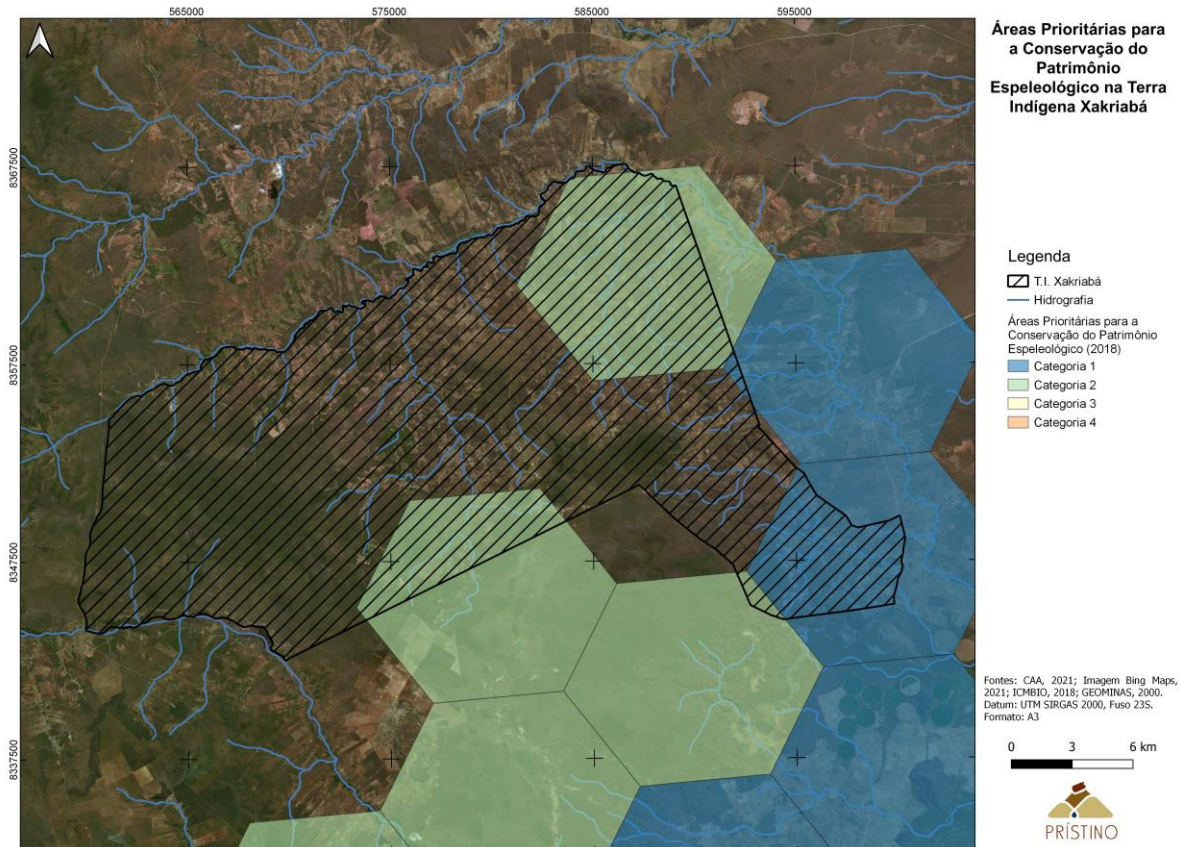 565000
575000
585000
595000
8367500
8357500
8347500
8337500
Áreas Prioritárias para
a Conservação do
Patrimônio
Espeleológico na Terra
Indígena Xakriabá
Legenda
T.I. Xakriabá
Hidrografia
Áreas Prioritárias para a
Conservação do Patrimônio
Espeleológico (2018)
Categoria 1
Categoria 2
Categoria 3
Categoria 4
Fontes: CAA, 2021; Imagem Bing Maps,
2021; ICMBIO, 2018; GEOMINAS, 2000.
Datum: UTM SIRGAS 2000, Fuso 23S.
Formato: A3
0 3 6 km
PRÍSTINO